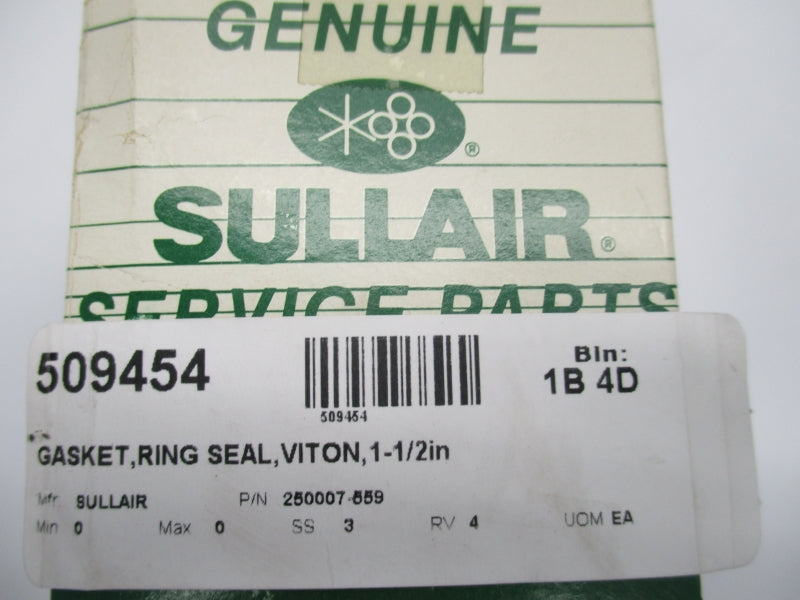 GENUINE
®
SULLAIR®
SERVICE PARTS
509454
509454
Bin:
1B 4D
GASKET,RING SEAL,VITON,1-1/2in
Mfr SULLAIR P/N 250007-559
Min 0 Max 0 SS 3 RV 4 UOM EA